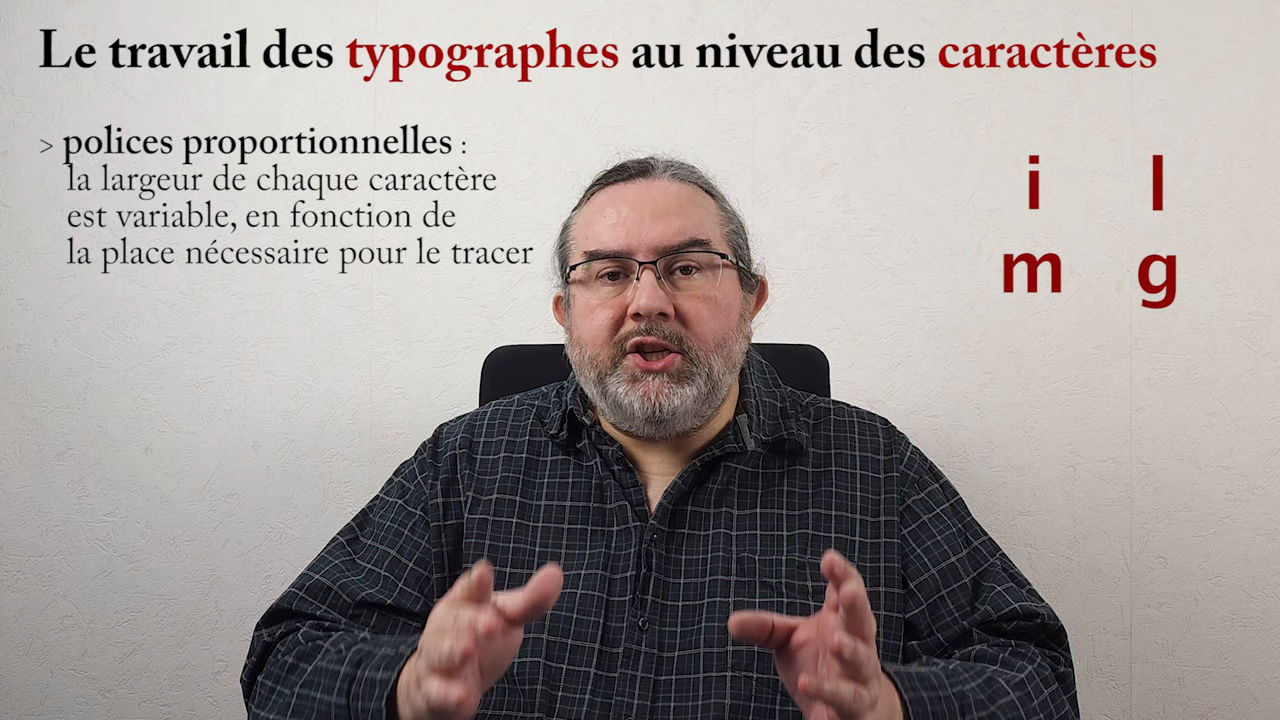 Le travail des typographes au niveau des caractères
> polices proportionnelles :
la largeur de chaque caractère
est variable, en fonction de
la place nécessaire pour le tracer
i l
m g